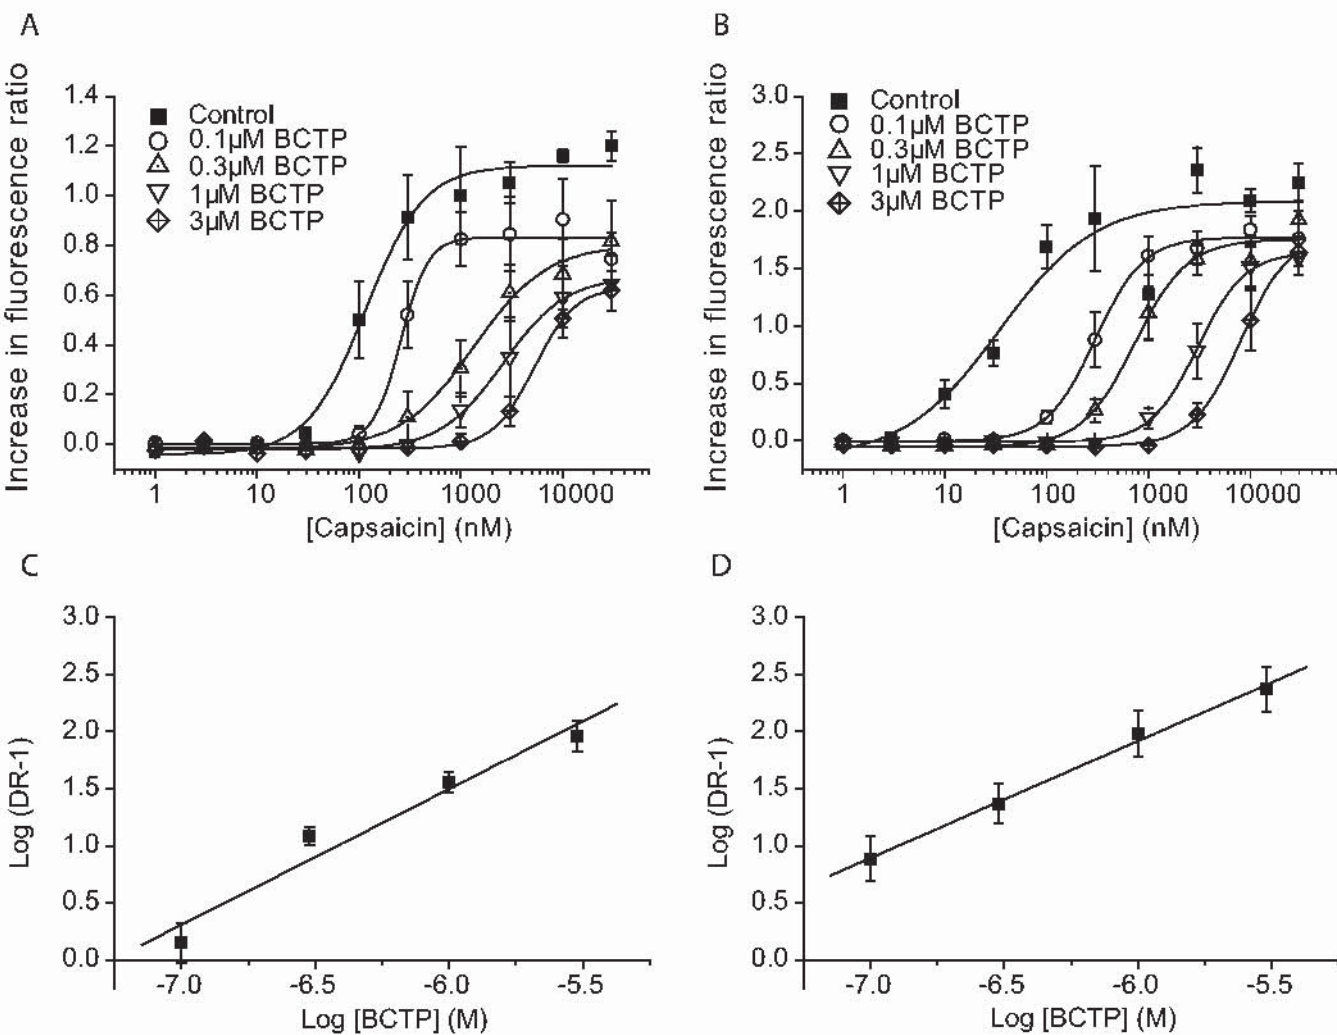 A
Increase in fluorescence ratio
1.4
1.2
1.0
0.8
0.6
0.4
0.2
0.0
Control
0.1µM BCTP
0.3µM BCTP
1µM BCTP
3µM BCTP
1
10
100
1000
10000
[Capsaicin] (nM)
B
Increase in fluorescence ratio
3.0
2.5
2.0
1.5
1.0
0.5
0.0
Control
0.1µM BCTP
0.3µM BCTP
1µM BCTP
3µM BCTP
1
10
100
1000
10000
[Capsaicin] (nM)
C
Log (DR-1)
3.0
2.5
2.0
1.5
1.0
0.5
0.0
-7.0
-6.5
-6.0
-5.5
Log [BCTP] (M)
D
Log (DR-1)
3.0
2.5
2.0
1.5
1.0
0.5
0.0
-7.0
-6.5
-6.0
-5.5
Log [BCTP] (M)